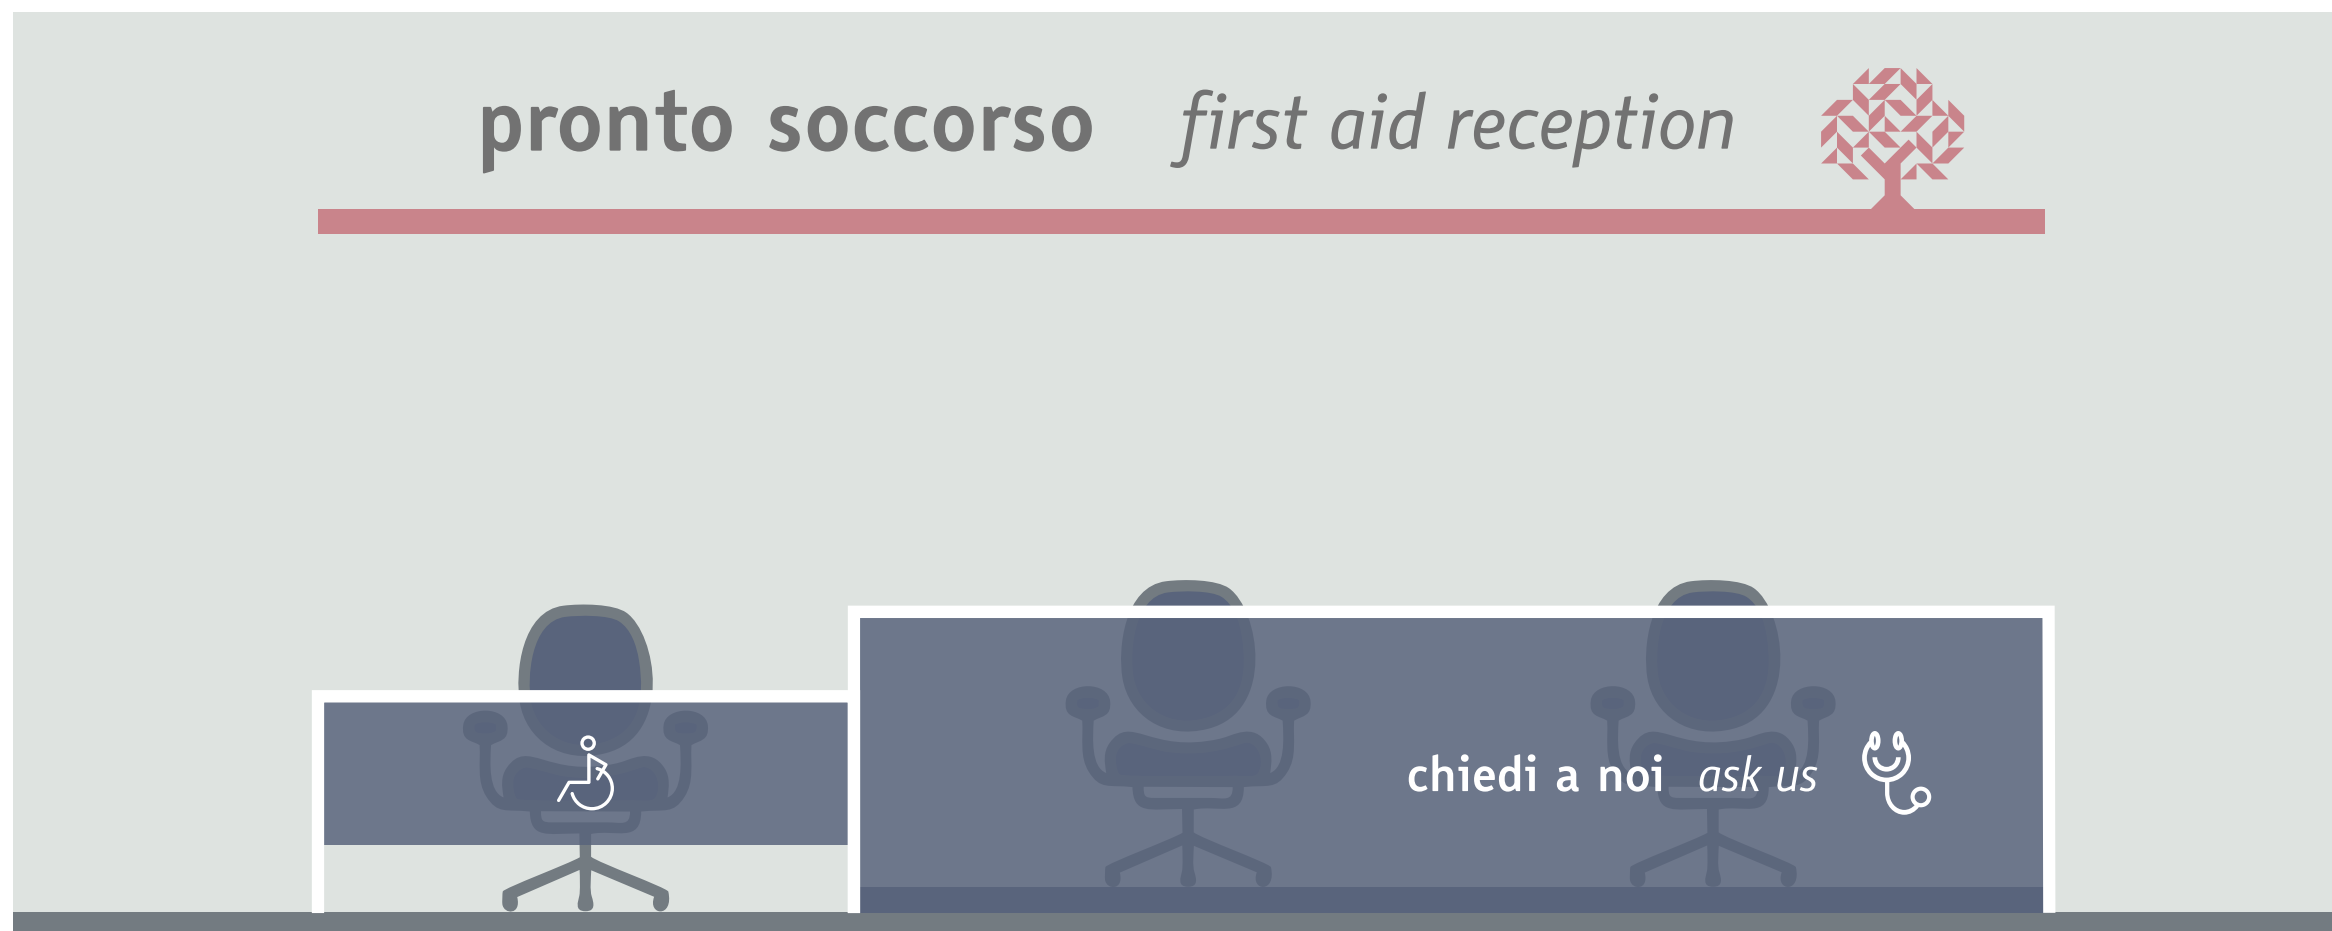 pronto soccorso first aid reception
chiedi a noi ask us